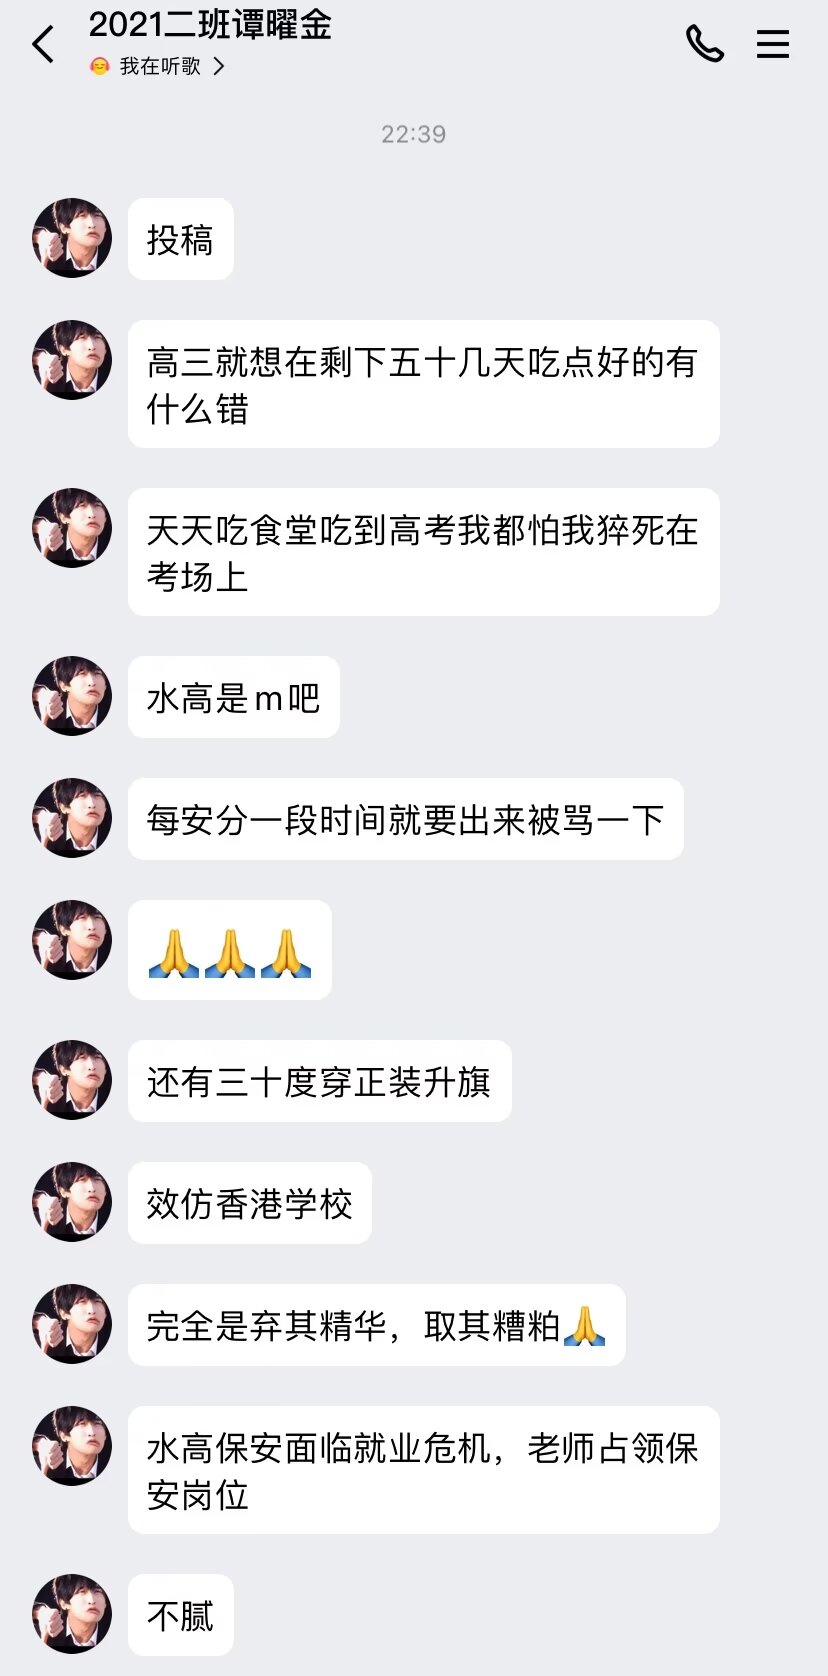 2021二班谭曜金
我在听歌
22:39
投稿
高三就想在剩下五十几天吃点好的有
什么错
天天吃食堂吃到高考我都怕我猝死在
考场上
水高是m吧
每安分一段时间就要出来被骂一下
🙏🙏🙏
还有三十度穿正装升旗
效仿香港学校
完全是弃其精华，取其糟粕🙏
水高保安面临就业危机，老师占领保
安岗位
不腻